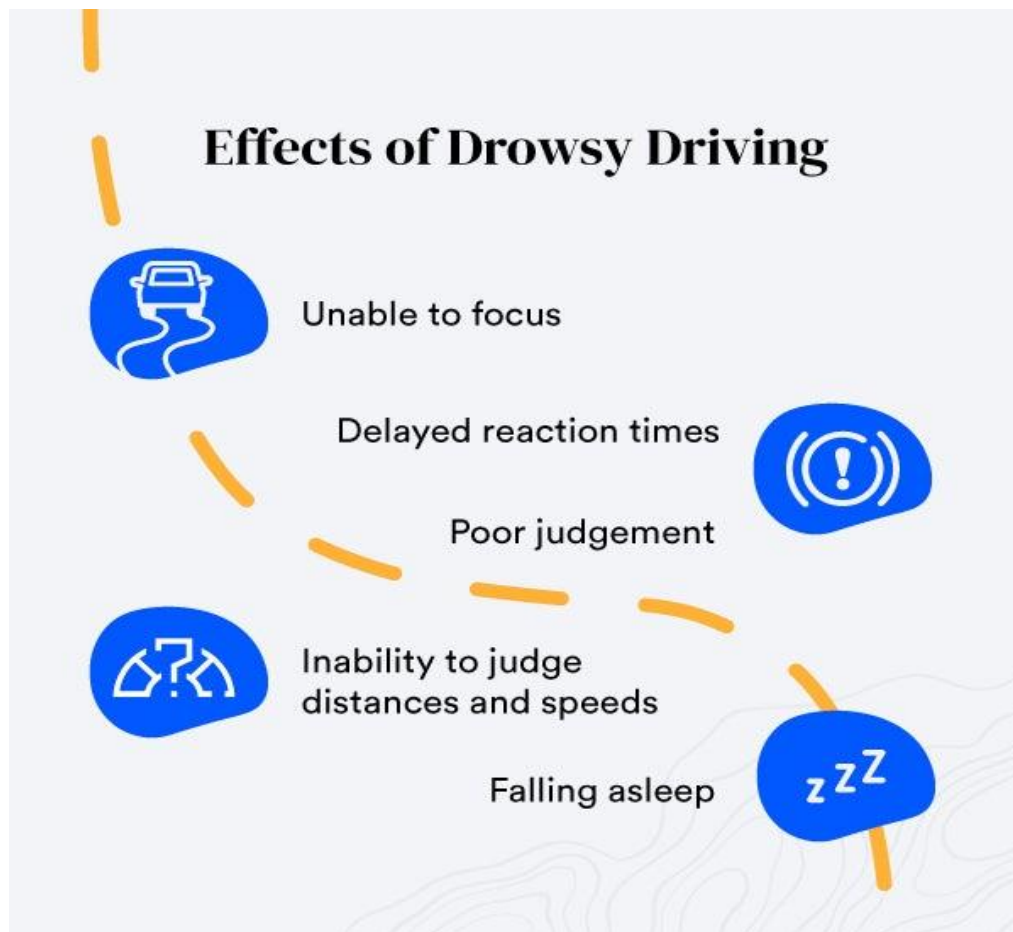 Effects of Drowsy Driving
Unable to focus
Delayed reaction times
Poor judgement
Inability to judge
distances and speeds
Falling asleep
z z Z